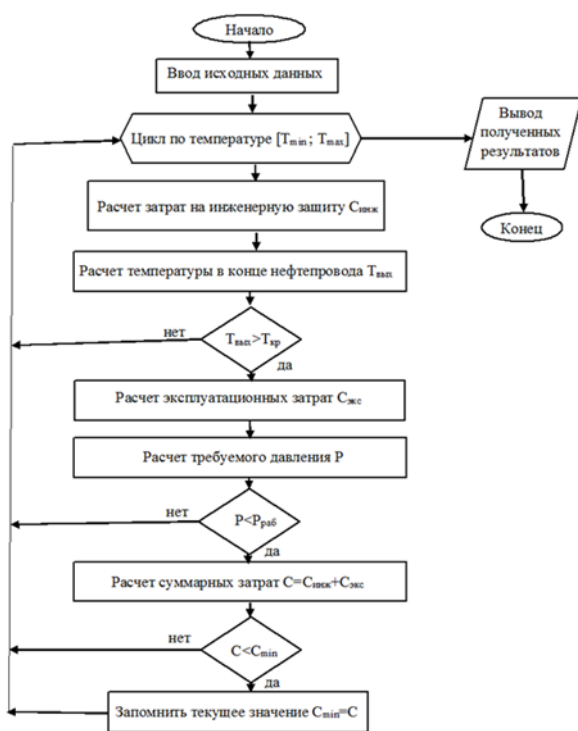 Начало
Ввод исходных данных
Цикл по температуре [Tmin ; Tmax]
Вывод
полученных
результатов
Расчет затрат на инженерную защиту Cинж
Конец
Расчет температуры в конце нефтепровода Tвых
нет
Tвых>Tкр
да
Расчет эксплуатационных затрат Cэкс
Расчет требуемого давления P
нет
P<Pраб
да
Расчет суммарных затрат C=Cинж+Cэкс
нет
C<Cmin
да
Запомнить текущее значение Cmin=C